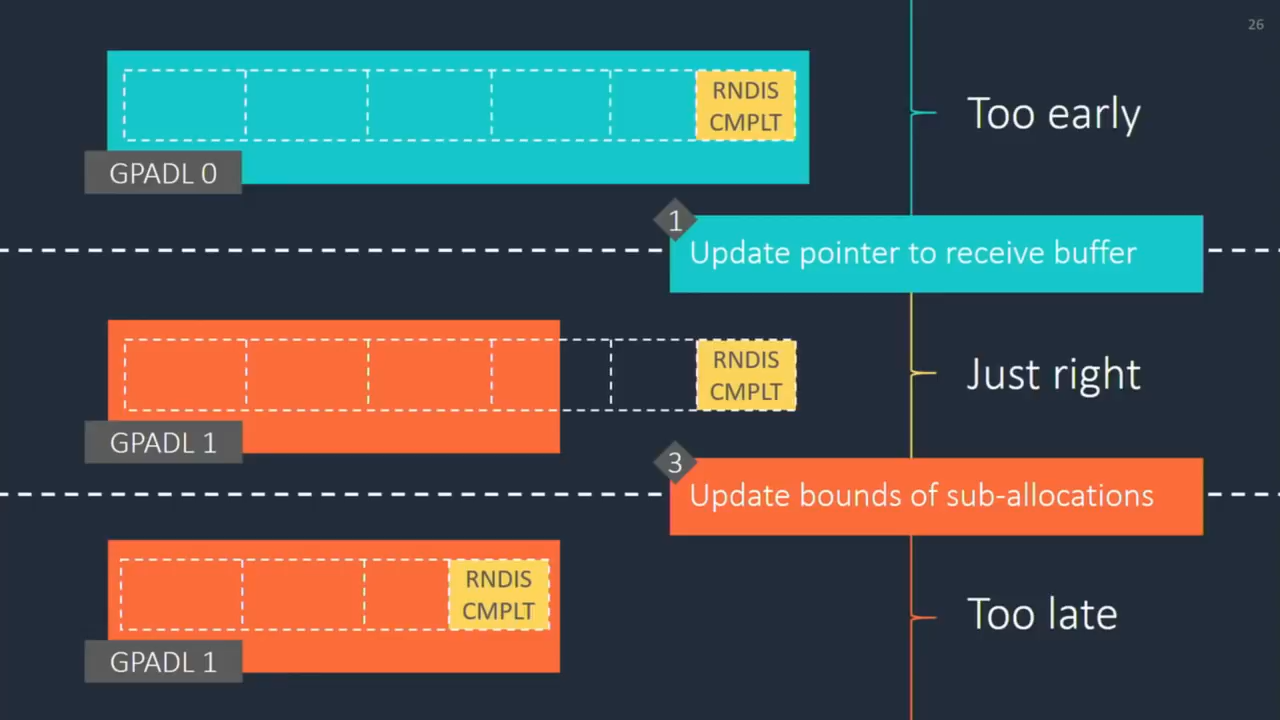 26
RNDIS
CMPLT
Too early
GPADL 0
1
Update pointer to receive buffer
RNDIS
CMPLT
Just right
GPADL 1
3
Update bounds of sub-allocations
RNDIS
CMPLT
Too late
GPADL 1